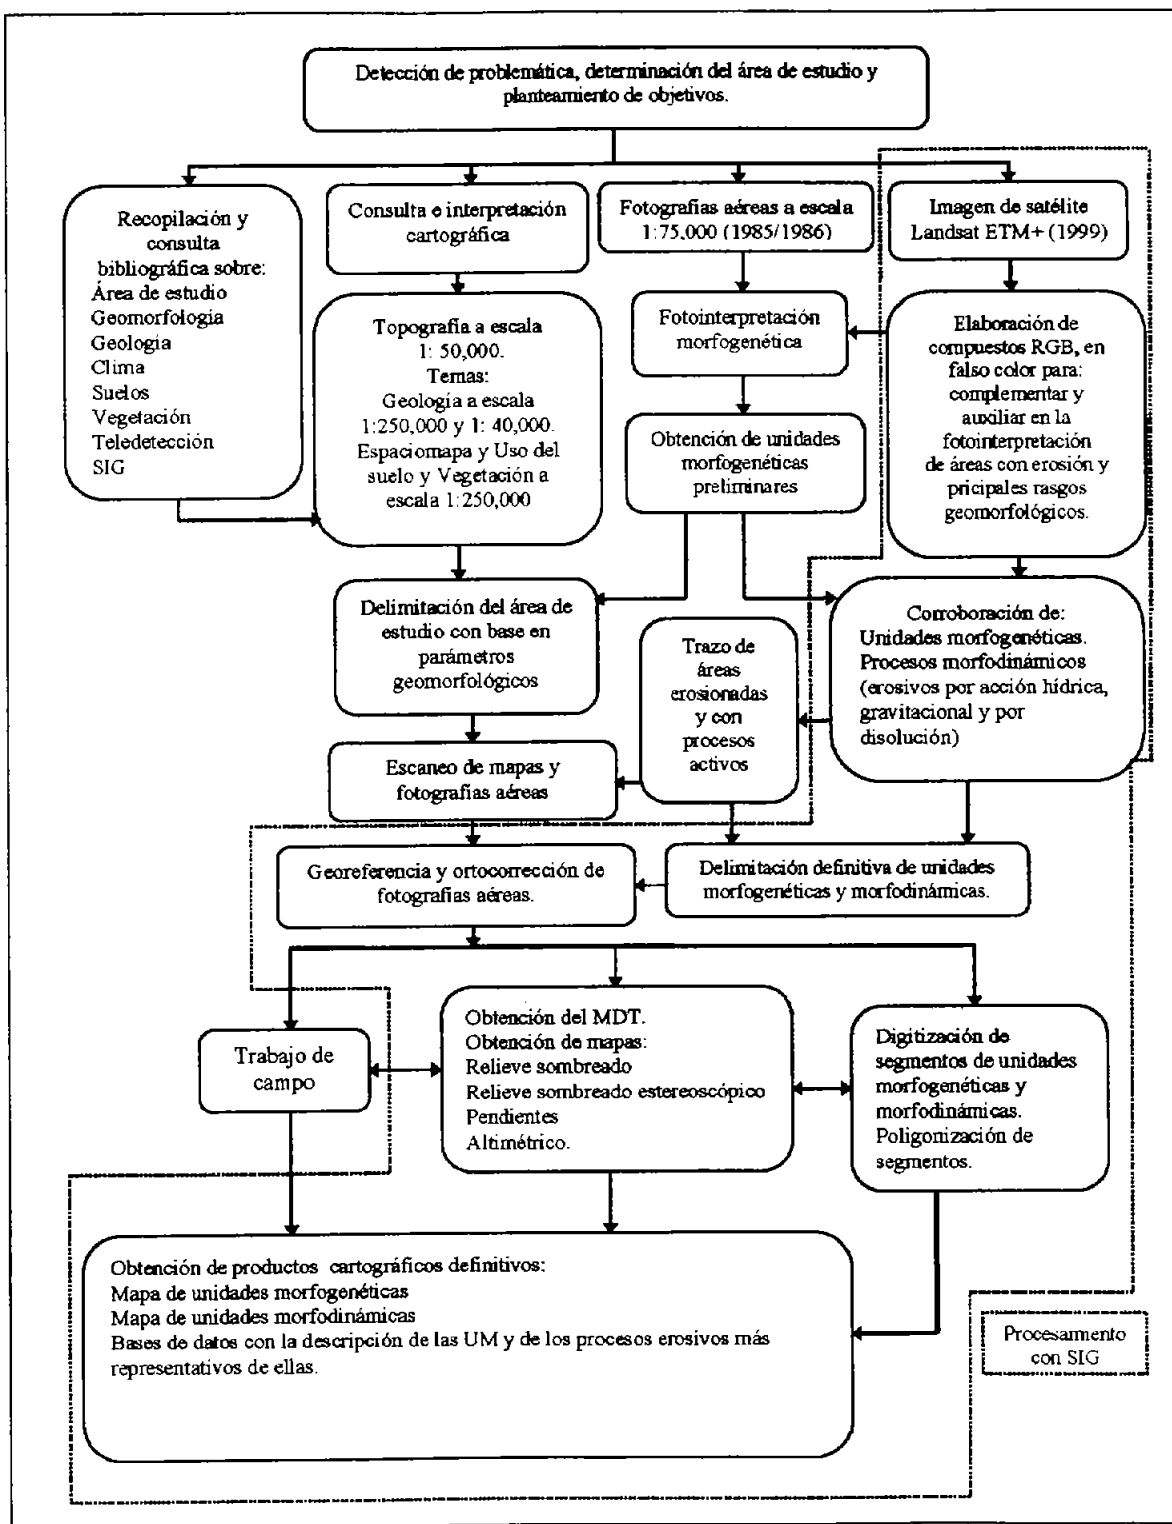 Detección de problemática, determinación del área de estudio y
planteamiento de objetivos.
Recopilación y
consulta
bibliográfica sobre:
Área de estudio
Geomorfología
Geología
Clima
Suelos
Vegetación
Teledetección
SIG
Consulta e interpretación
cartográfica
Fotografías aéreas a escala
1:75,000 (1985/1986)
Imagen de satélite
Landsat ETM+ (1999)
Topografía a escala
1: 50,000.
Temas:
Geología a escala
1:250,000 y 1: 40,000.
Espaciomapa y Uso del
suelo y Vegetación a
escala 1:250,000
Fotointerpretación
morfogenética
Elaboración de
compuestos RGB, en
falso color para:
complementar y
auxiliar en la
fotointerpretación
de áreas con erosión y
pricipales rasgos
geomorfológicos.
Obtención de unidades
morfogenéticas
preliminares
Delimitación del área de
estudio con base en
parámetros
geomorfológicos
Trazo de
áreas
erosionadas
y con
procesos
activos
Corroboración de:
Unidades morfogenéticas.
Procesos morfodinámicos
(erosivos por acción hídrica,
gravitacional y por
disolución)
Escaneo de mapas y
fotografías aéreas
Georeferencia y ortocorrección de
fotografías aéreas.
Delimitación definitiva de unidades
morfogenéticas y morfodinámicas.
Trabajo de
campo
Obtención del MDT.
Obtención de mapas:
Relieve sombreado
Relieve sombreado estereoscópico
Pendientes
Altimétrico.
Digitización de
segmentos de unidades
morfogenéticas y
morfodinámicas.
Poligonización de
segmentos.
Obtención de productos cartográficos definitivos:
Mapa de unidades morfogenéticas
Mapa de unidades morfodinámicas
Bases de datos con la descripción de las UM y de los procesos erosivos más
representativos de ellas.
Procesamento
con SIG